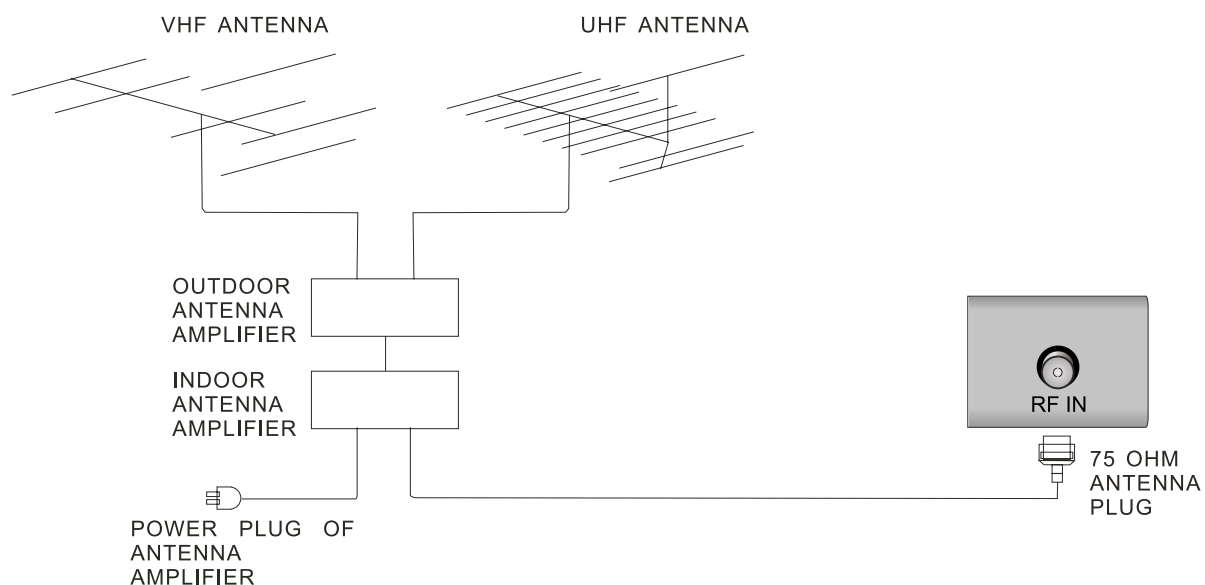 VHF ANTENNA
UHF ANTENNA
OUTDOOR
ANTENNA
AMPLIFIER
INDOOR
ANTENNA
AMPLIFIER
RF IN
75 OHM
ANTENNA
PLUG
POWER PLUG OF
ANTENNA
AMPLIFIER